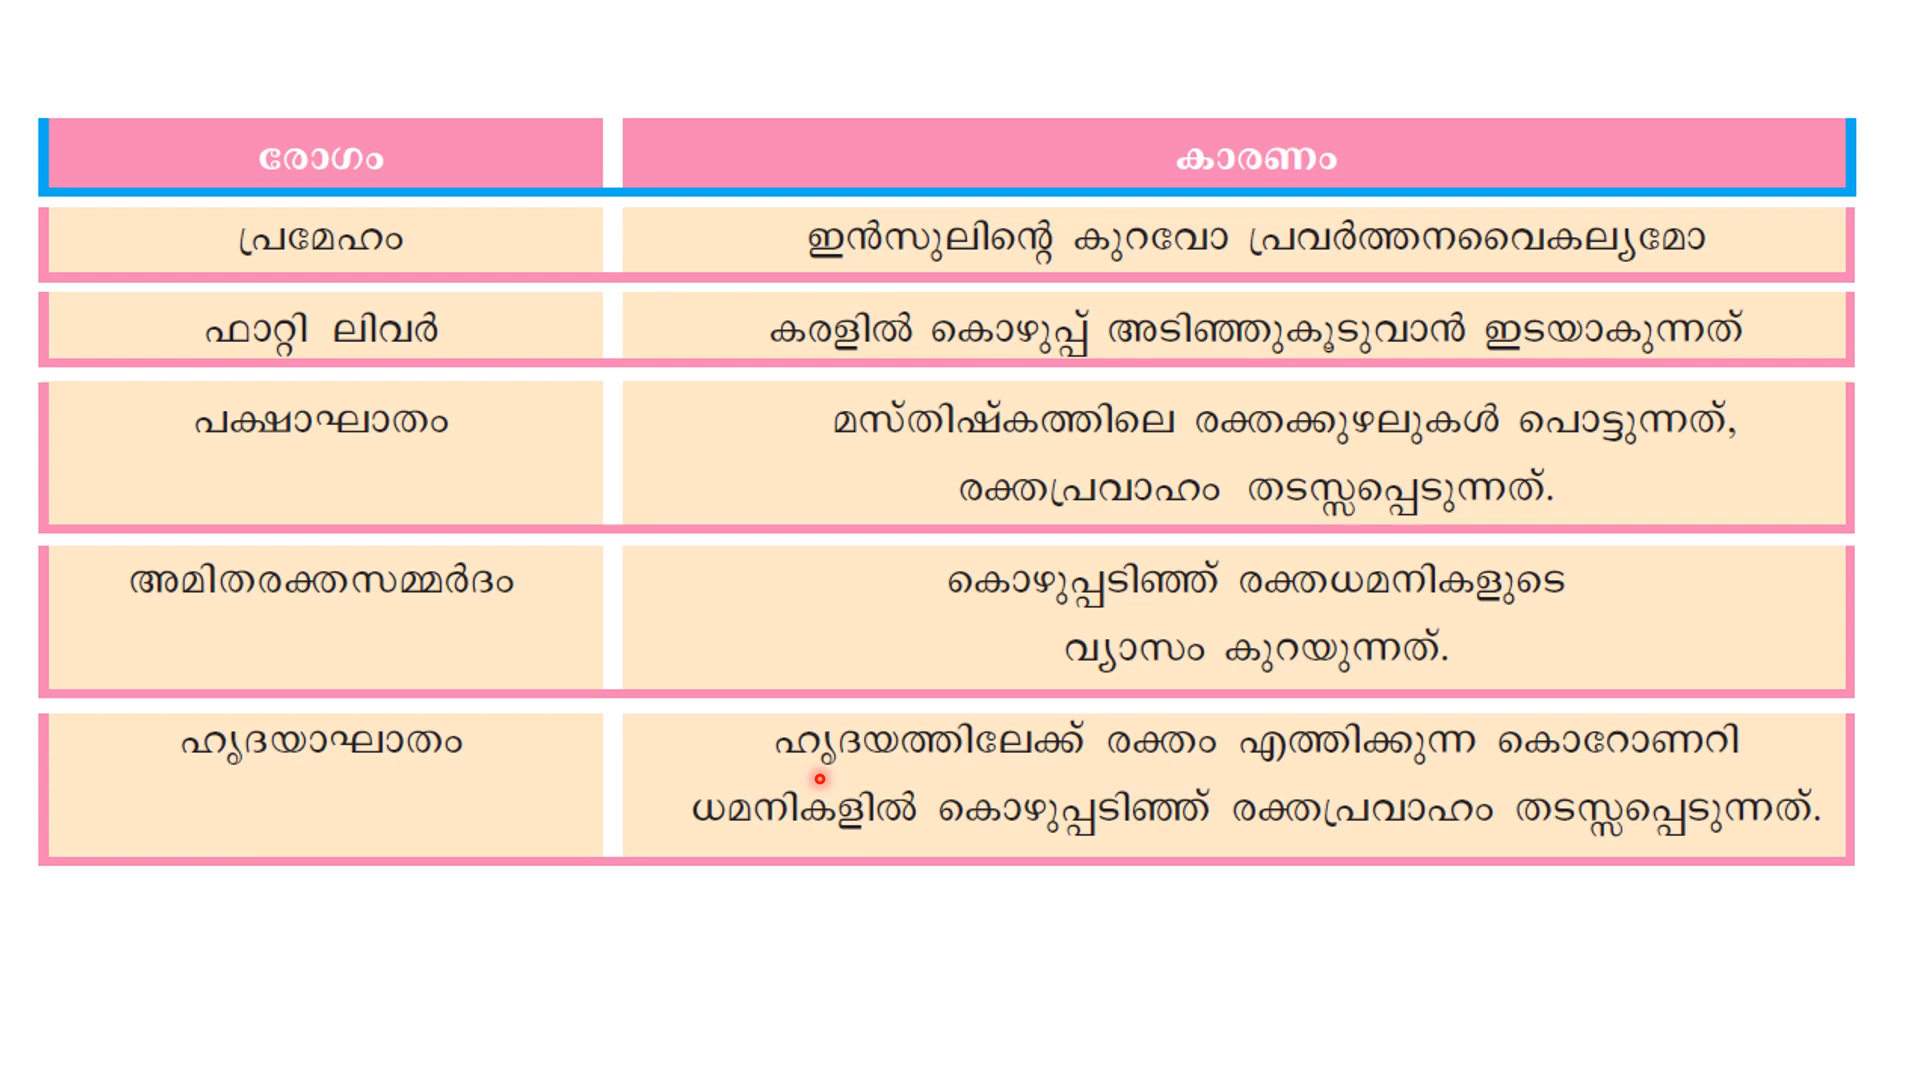 രോഗം കാരണം
പ്രമേഹം ഇൻസുലിന്റെ കുറവോ പ്രവർത്തനവൈകല്യമോ
ഫാറ്റി ലിവർ കരളിൽ കൊഴുപ്പ് അടിഞ്ഞുകൂടുവാൻ ഇടയാകുന്നത്
പക്ഷാഘാതം മസ്തിഷ്കത്തിലെ രക്തക്കുഴലുകൾ പൊട്ടുന്നത്,
രക്തപ്രവാഹം തടസ്സപ്പെടുന്നത്.
അമിതരക്തസമ്മർദം കൊഴുപ്പടിഞ്ഞ് രക്തധമനികളുടെ
വ്യാസം കുറയുന്നത്.
ഹൃദയാഘാതം ഹൃദയത്തിലേക്ക് രക്തം എത്തിക്കുന്ന കൊറോണറി
ധമനികളിൽ കൊഴുപ്പടിഞ്ഞ് രക്തപ്രവാഹം തടസ്സപ്പെടുന്നത്.